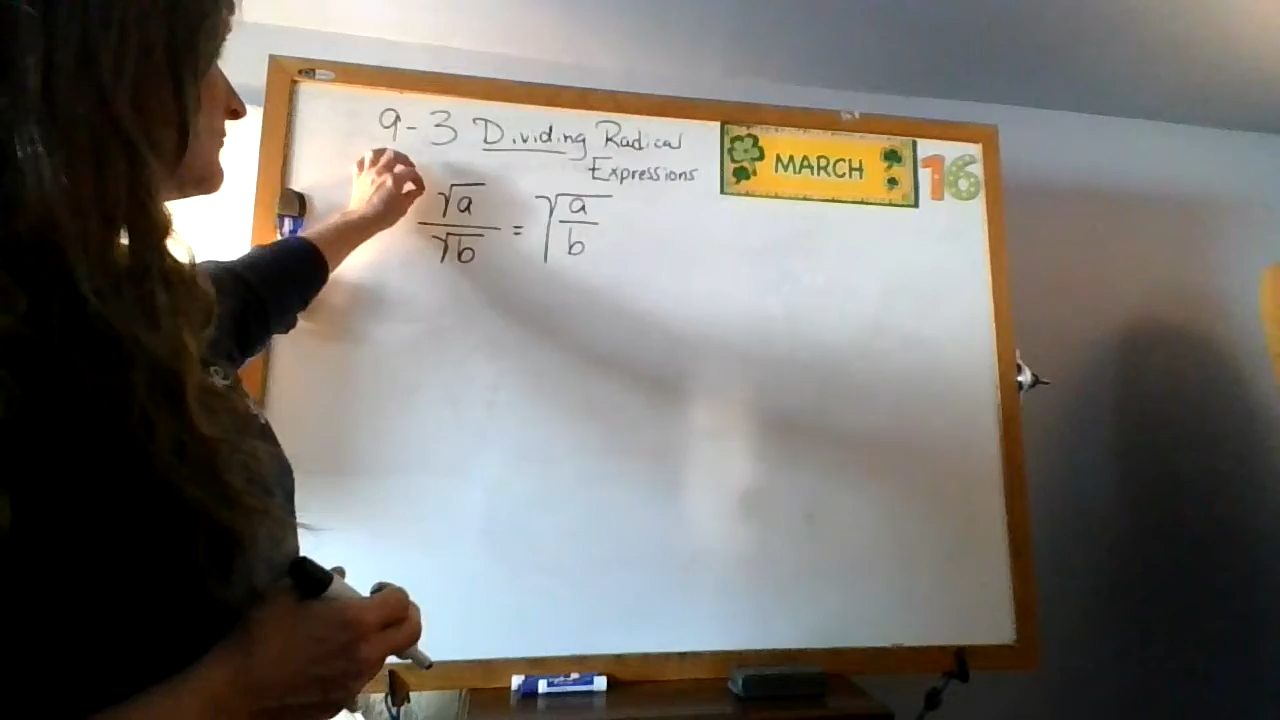 9-3 Dividing Radical
Expressions
MARCH 16
√a/√b = √(a/b)